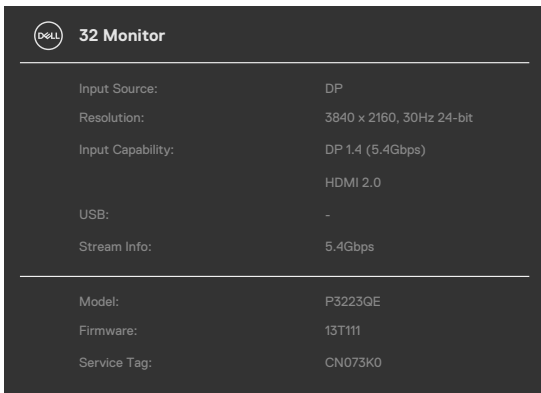 DELL 32 Monitor
Input Source: DP
Resolution: 3840 x 2160, 30Hz 24-bit
Input Capability: DP 1.4 (5.4Gbps)
HDMI 2.0
USB: -
Stream Info: 5.4Gbps
Model: P3223QE
Firmware: 13T111
Service Tag: CN073K0